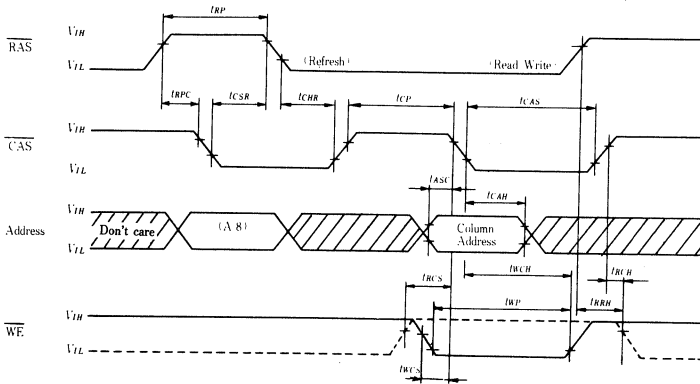 tRP
RAS
VIH
VIL
(Refresh)
(Read Write)
tRPC
tCSR
tCHR
tCP
tCAS
CAS
VIH
VIL
tASC
tCAH
Address
VIH
VIL
Don't care
(A8)
Column
Address
tRCS
tWCH
tRCH
tWP
tRRH
WE
VIH
VIL
tWCS